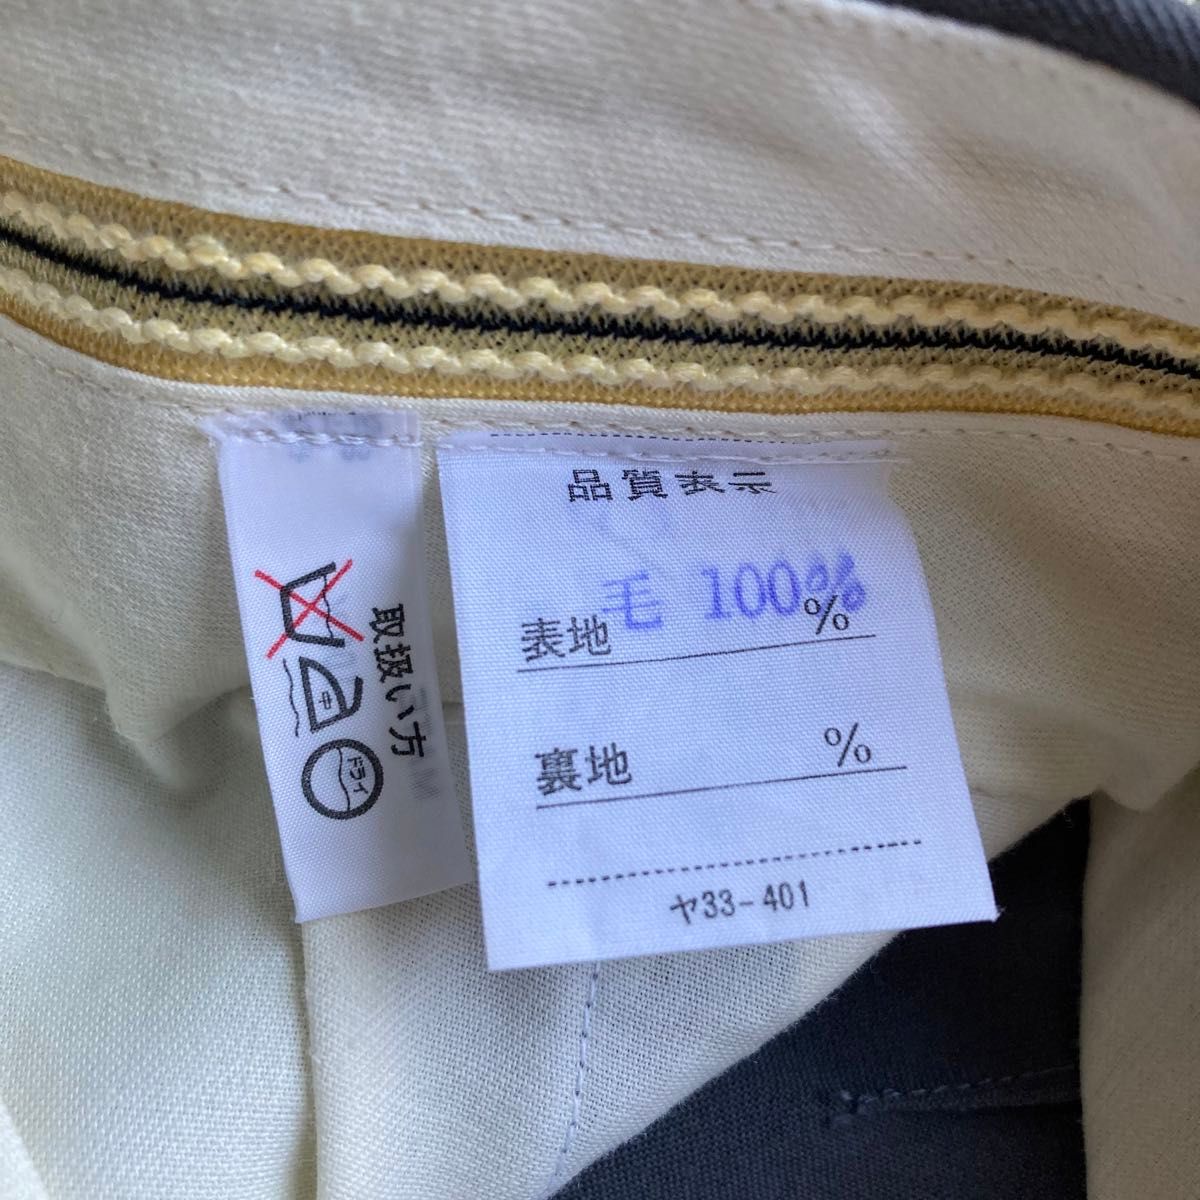 取扱い方
中
ドライ
品質表示
表地 毛 100% %
裏地 %
ヤ33-401